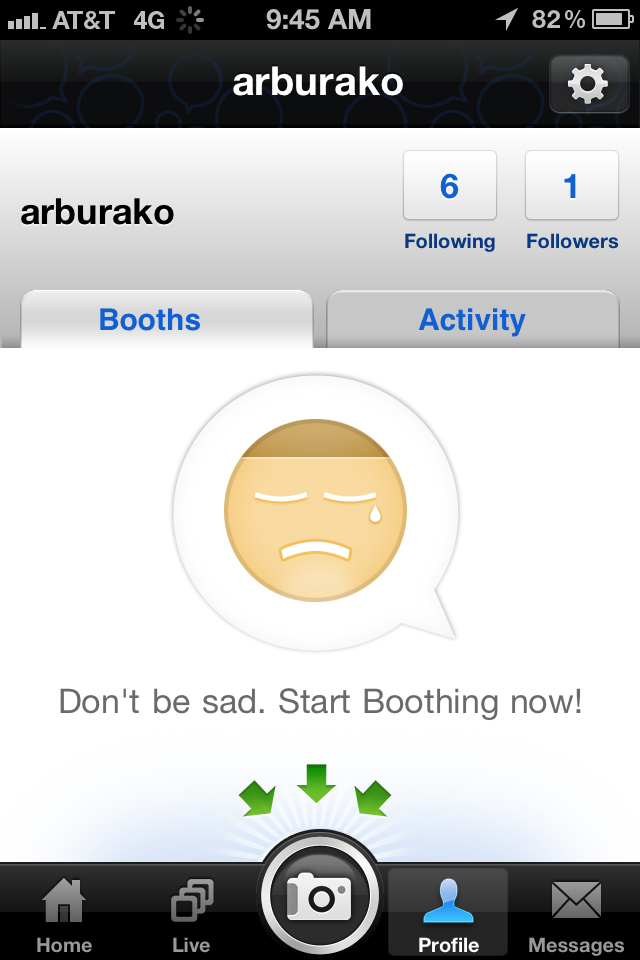 AT&T 4G 9:45 AM 82%
arburako
arburako
6 1
Following Followers
Booths Activity
Don't be sad. Start Boothing now!
Home Live Profile Messages